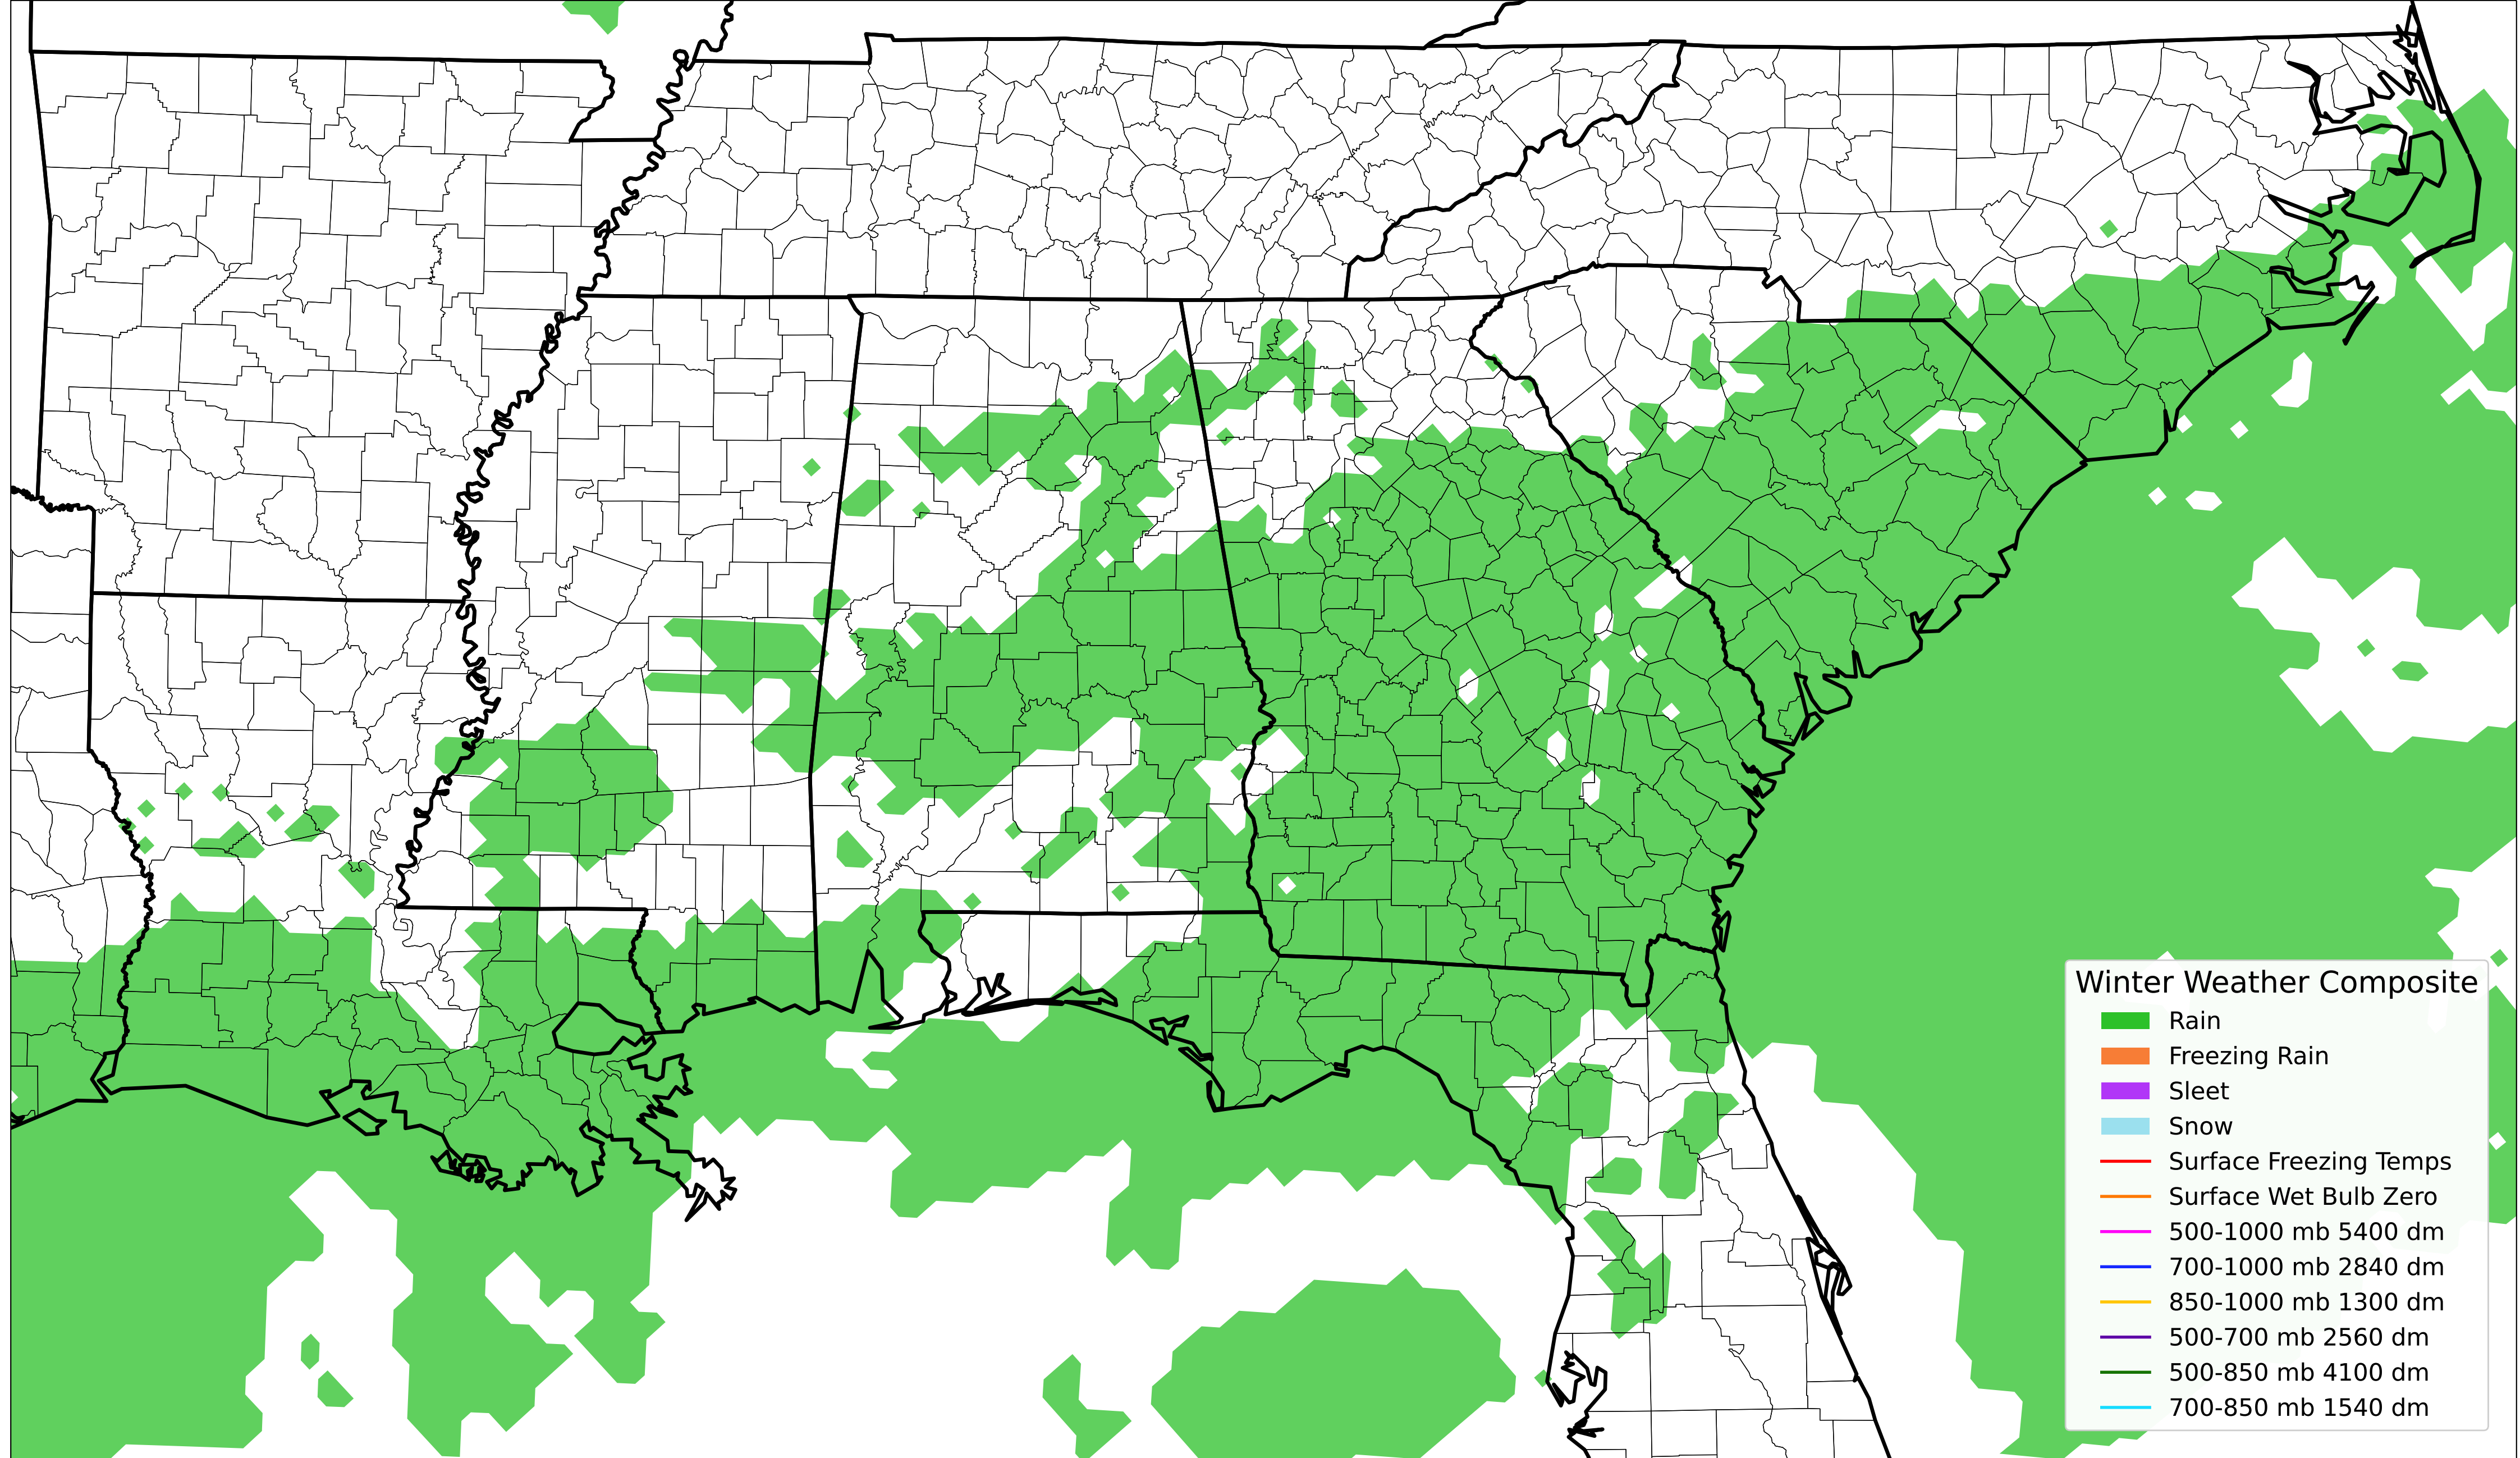 Winter Weather Composite
Rain
Freezing Rain
Sleet
Snow
Surface Freezing Temps
Surface Wet Bulb Zero
500-1000 mb 5400 dm
700-1000 mb 2840 dm
850-1000 mb 1300 dm
500-700 mb 2560 dm
500-850 mb 4100 dm
700-850 mb 1540 dm